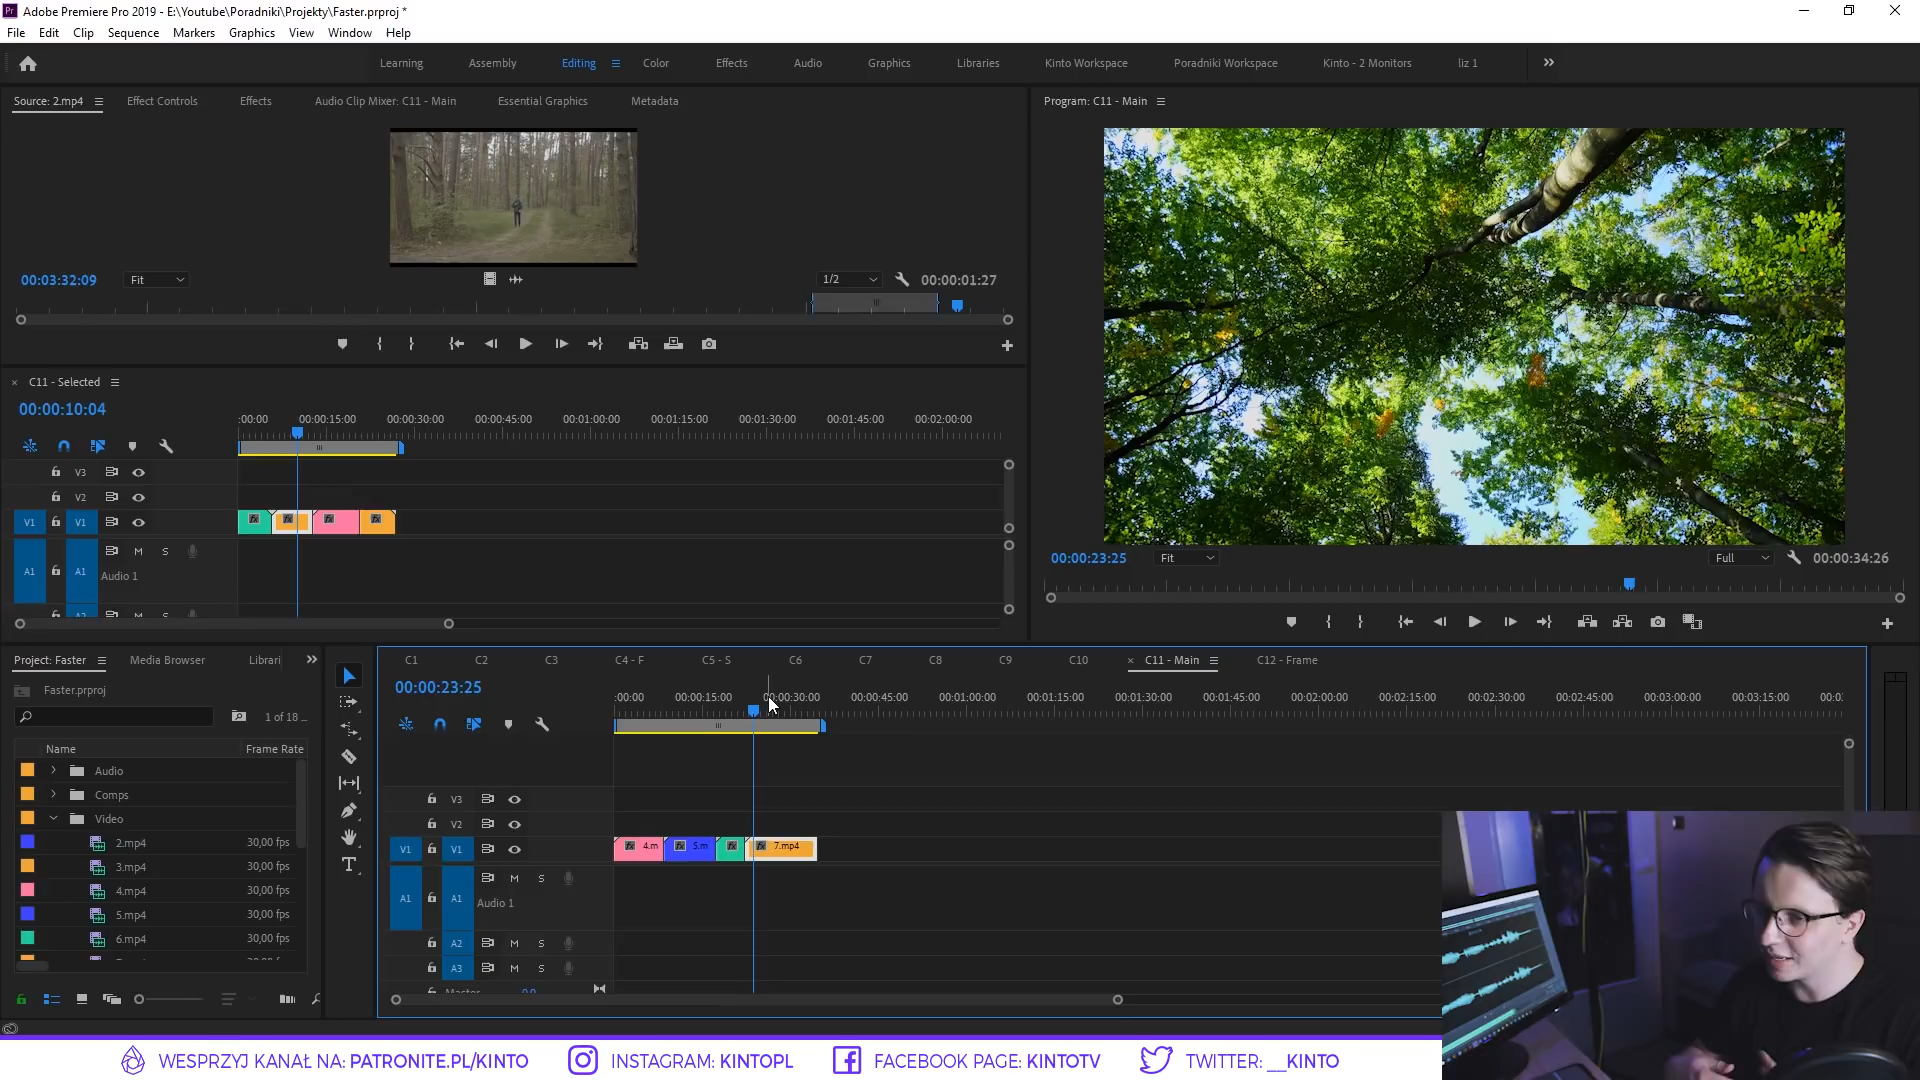 Adobe Premiere Pro 2019 - E:\Youtube\Poradniki\Projekty\Faster.prproj *
File Edit Clip Sequence Markers Graphics View Window Help
Learning Assembly Editing Color Effects Audio Graphics Libraries Kinto Workspace Poradniki Workspace Kinto - 2 Monitors liz 1
Source: 2.mp4 Effect Controls Effects Audio Clip Mixer: C11 - Main Essential Graphics Metadata
Program: C11 - Main
00:03:32:09 Fit 1/2 00:00:01:27
C11 - Selected
00:00:10:04
:00:00 00:00:15:00 00:00:30:00 00:00:45:00 00:01:00:00 00:01:15:00 00:01:30:00 00:01:45:00 00:02:00:00
V3
V2
V1 V1 fx fx fx fx
M S
A1 A1
Audio 1
00:00:23:25 Fit Full 00:00:34:26
Project: Faster Media Browser Librari
Faster.prproj
1 of 18 ...
Name Frame Rate
Audio
Comps
Video
2.mp4 30,00 fps
3.mp4 30,00 fps
4.mp4 30,00 fps
5.mp4 30,00 fps
6.mp4 30,00 fps
C1 C2 C3 C4 - F C5 - S C6 C7 C8 C9 C10 C11 - Main C12 - Frame
00:00:23:25
:00:00 00:00:15:00 00:00:30:00 00:00:45:00 00:01:00:00 00:01:15:00 00:01:30:00 00:01:45:00 00:02:00:00 00:02:15:00 00:02:30:00 00:02:45:00 00:03:00:00 00:03:15:00 00:0
V3
V2
V1 V1 fx 4.m fx 5.m fx fx 7.mp4
M S
A1 A1
Audio 1
A2 M S
A3 M S
WESPRZYJ KANAŁ NA: PATRONITE.PL/KINTO INSTAGRAM: KINTOPL FACEBOOK PAGE: KINTOTV TWITTER: __KINTO